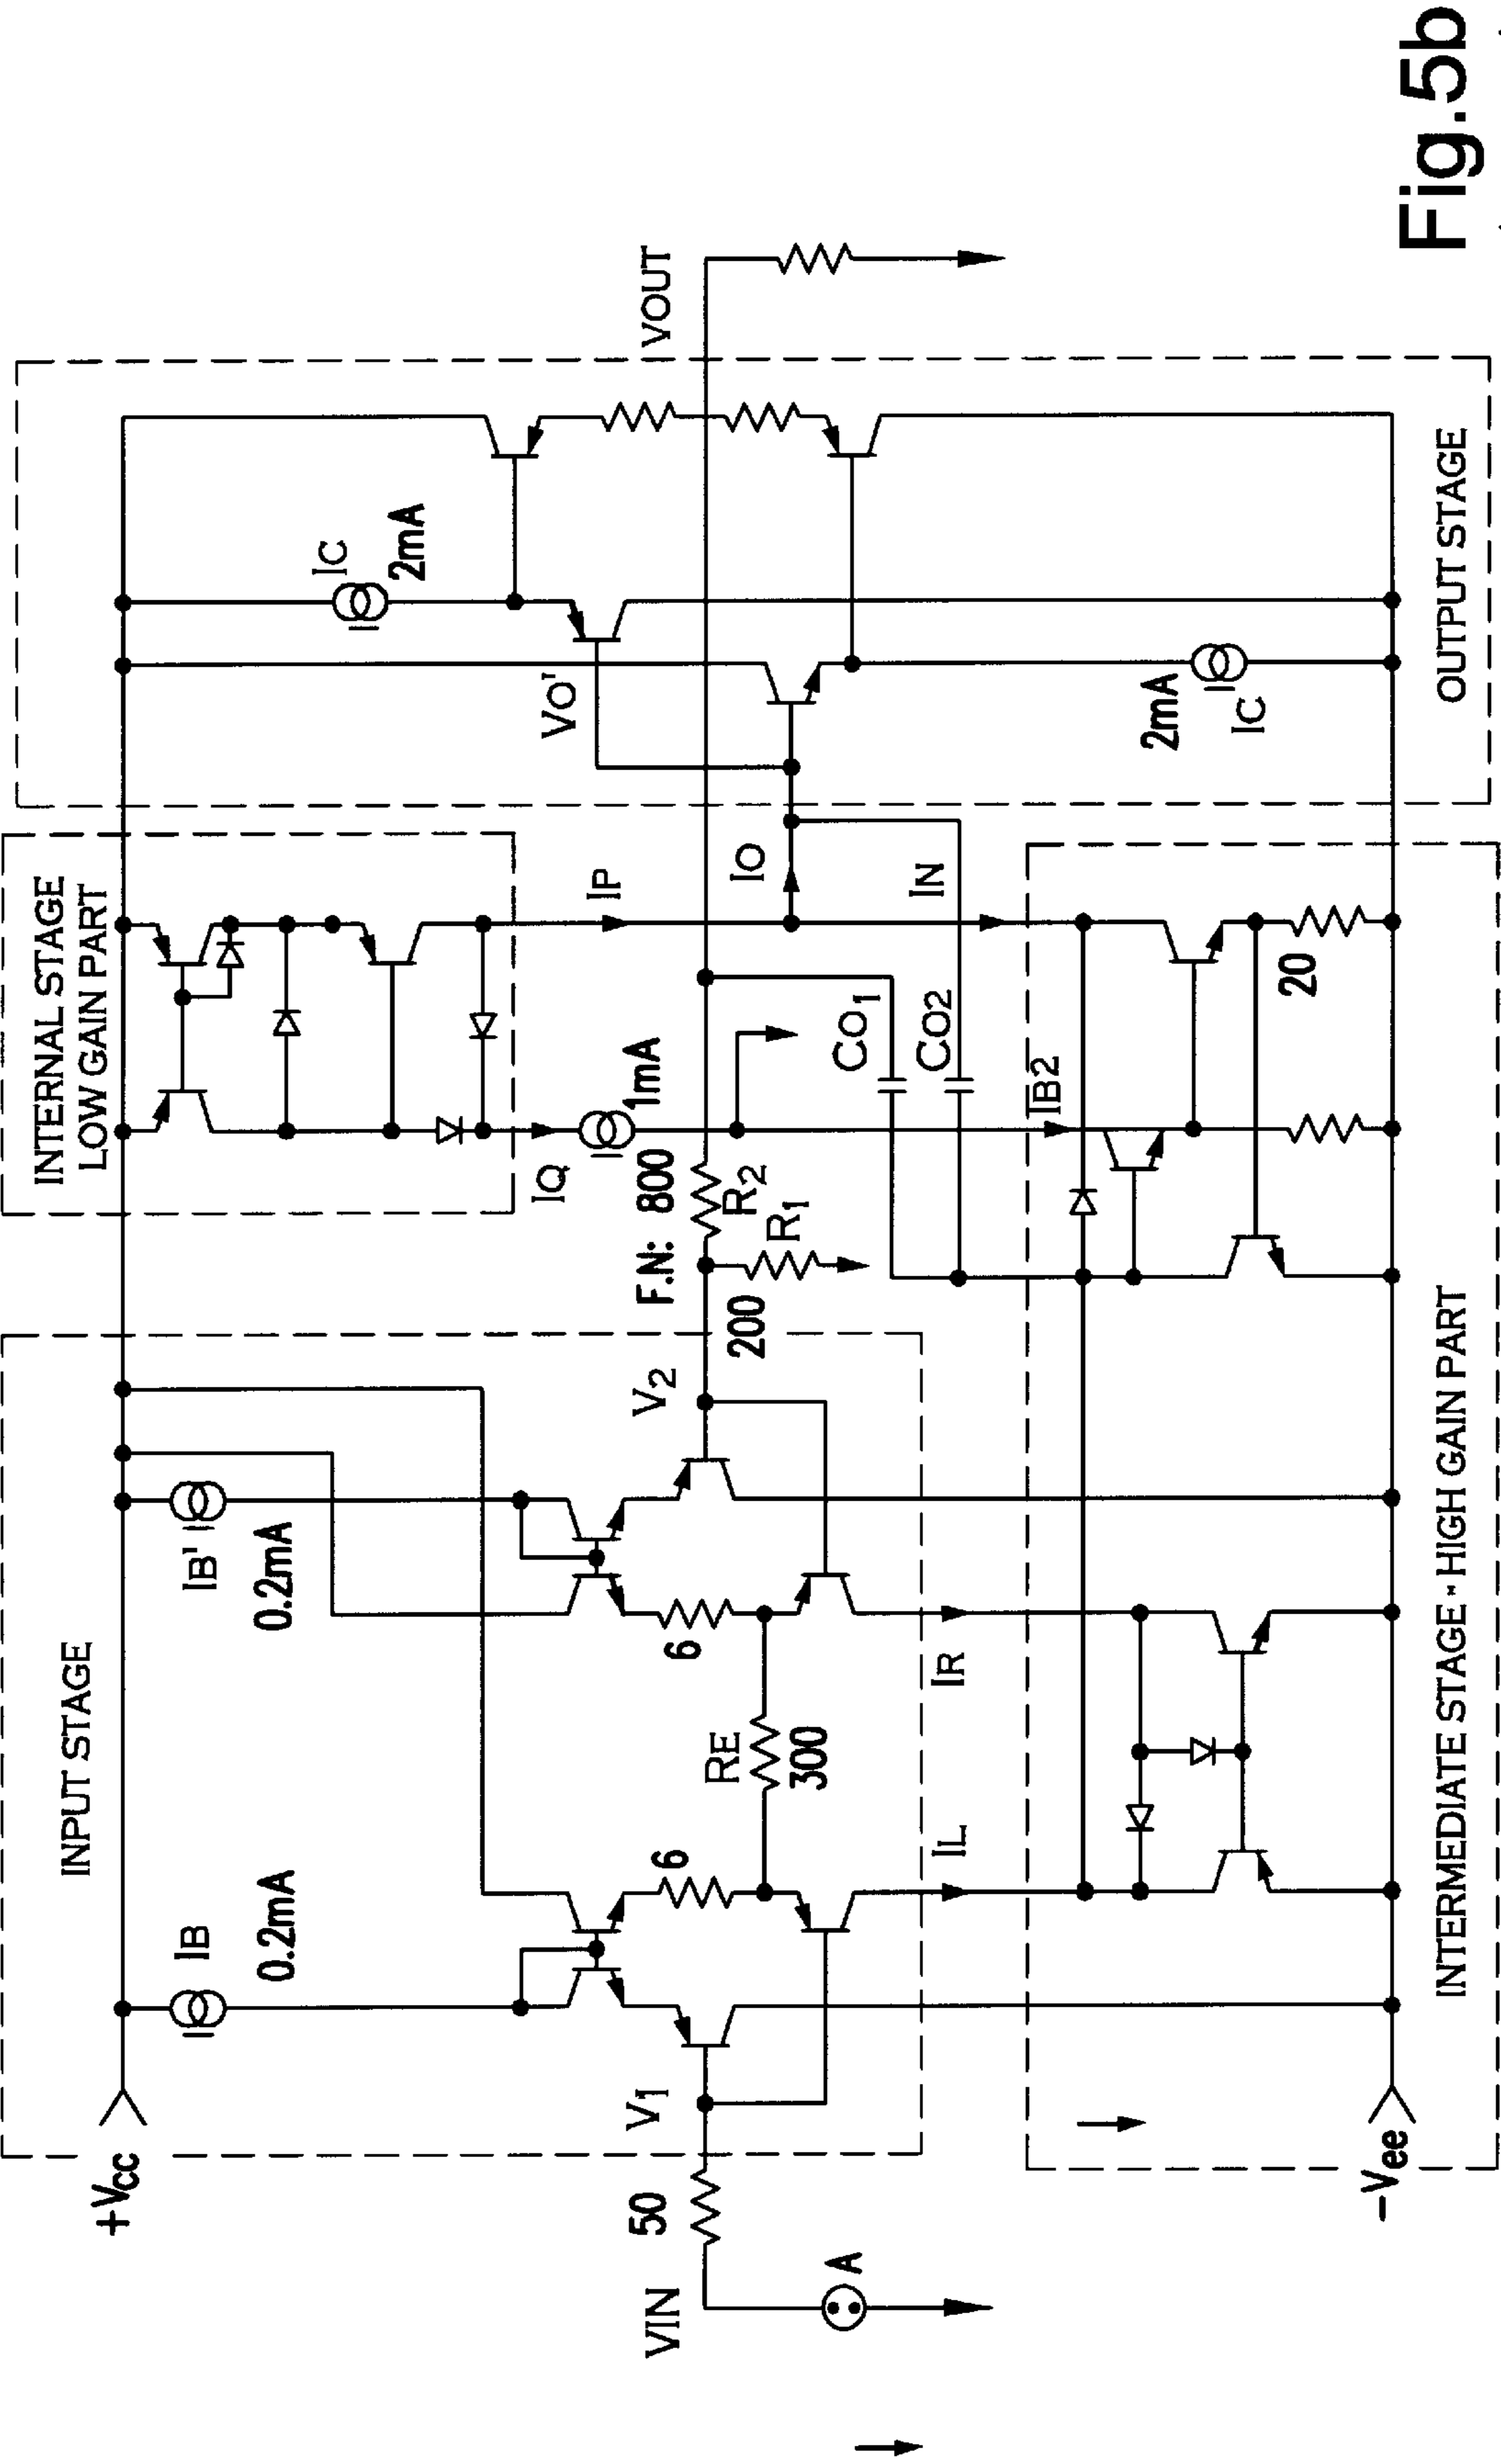 +Vcc
INPUT STAGE
IB
0.2mA
IB'
0.2mA
INTERNAL STAGE
LOW GAIN PART
IC
2mA
VIN
50
V1
6
RE
300
6
V2
F.N: 800
R2
R1
200
IQ
1mA
IP
IO
VO'
VOUT
A
IL
IR
CO1
CO2
IN
IB2
20
2mA
IC
-Vee
INTERMEDIATE STAGE - HIGH GAIN PART
OUTPUT STAGE
Fig.5b